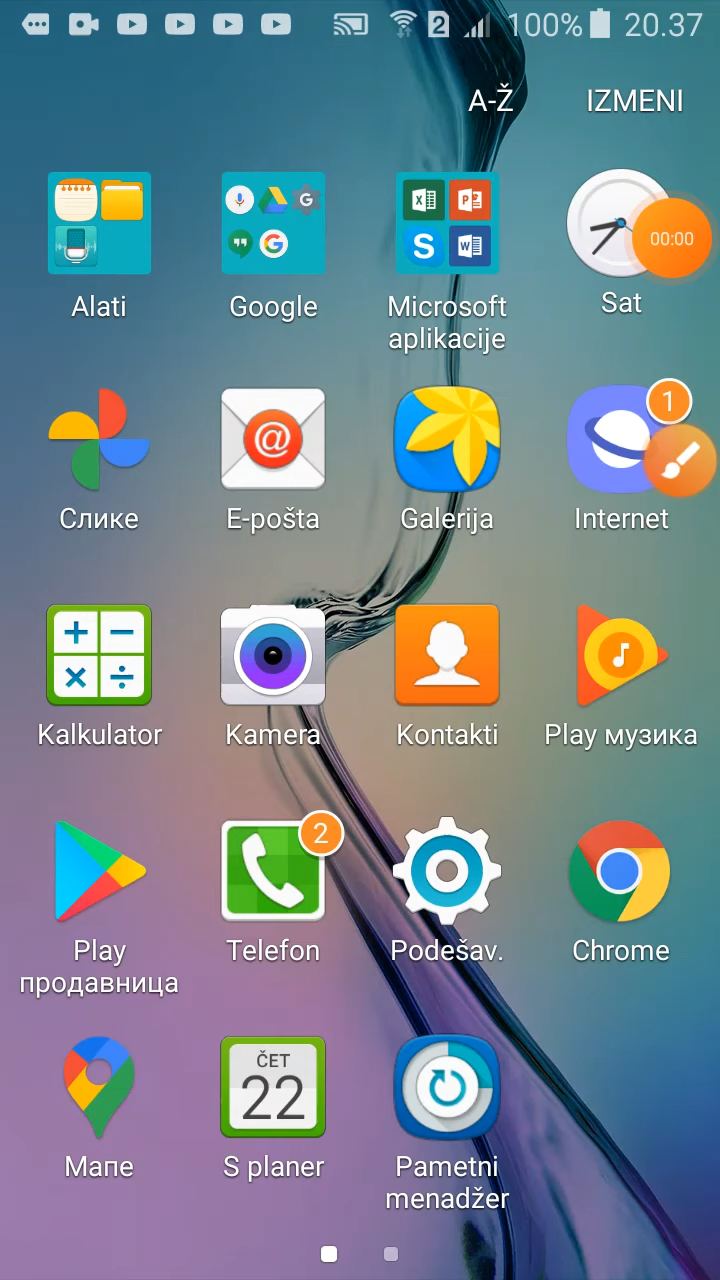 2
100%
20.37
A-Ž
IZMENI
00:00
Alati
Google
Microsoft
aplikacije
Sat
1
Слике
E-pošta
Galerija
Internet
Kalkulator
Kamera
Kontakti
Play музика
2
Play
продавница
Telefon
Podešav.
Chrome
ČET
22
Мапе
S planer
Pametni
menadžer